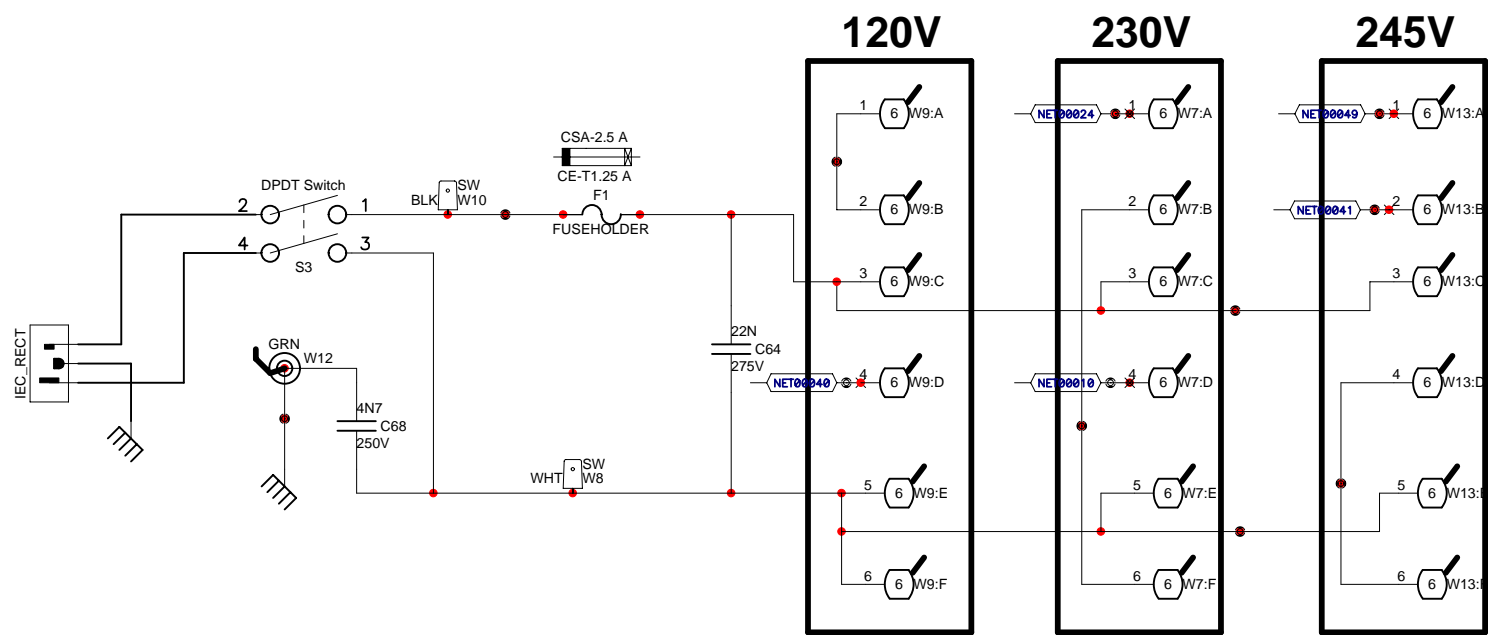 120V
230V
245V
CSA-2.5 A
CE-T1.25 A
F1
FUSEHOLDER
DPDT Switch
2
1
4
3
S3
BLK
SW
W10
IEC_RECT
GRN
W12
4N7
C68
250V
WHT
SW
W8
22N
C64
275V
1 6 W9:A
2 6 W9:B
3 6 W9:C
NET00040 4 6 W9:D
5 6 W9:E
6 6 W9:F
NET00024 1 6 W7:A
2 6 W7:B
3 6 W7:C
NET00010 4 6 W7:D
5 6 W7:E
6 6 W7:F
NET00049 1 6 W13:A
NET00041 2 6 W13:B
3 6 W13:C
4 6 W13:D
5 6 W13:
6 6 W13: